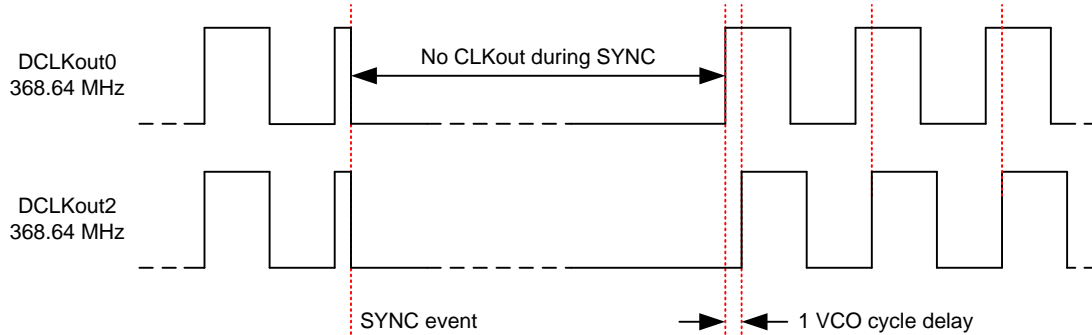 DCLKout0
368.64 MHz
No CLKout during SYNC
DCLKout2
368.64 MHz
SYNC event
1 VCO cycle delay